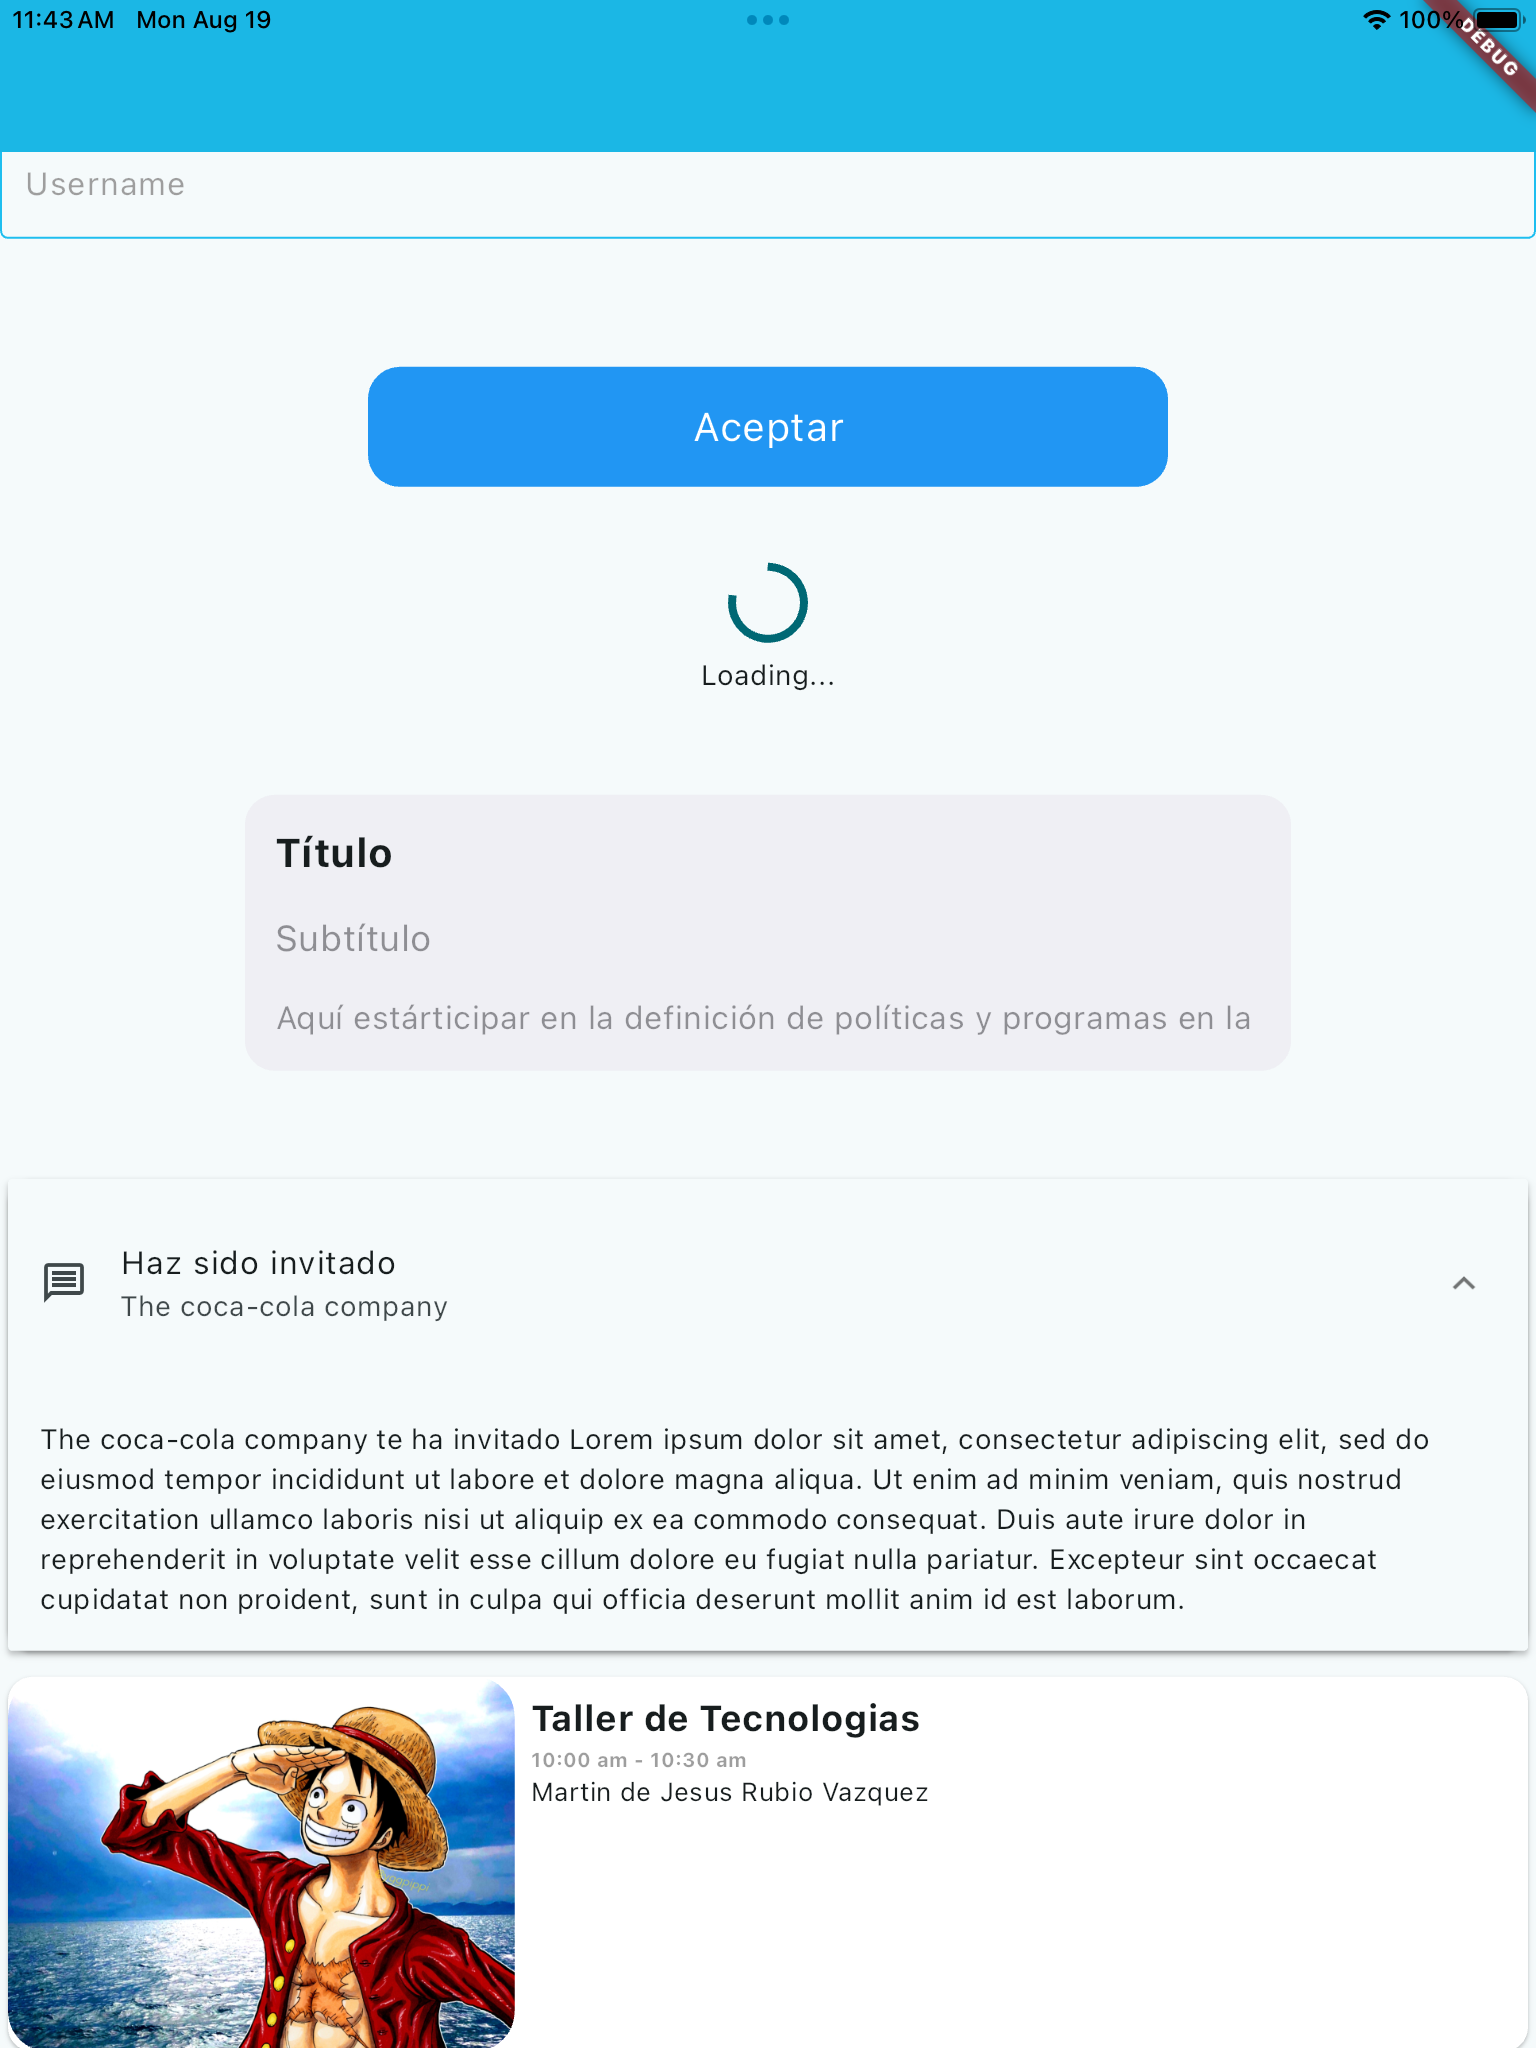 11:43 AM Mon Aug 19
100%
DEBUG
Username
Aceptar
Loading...
Título
Subtítulo
Aquí estárticipar en la definición de políticas y programas en la
Haz sido invitado
The coca-cola company
The coca-cola company te ha invitado Lorem ipsum dolor sit amet, consectetur adipiscing elit, sed do
eiusmod tempor incididunt ut labore et dolore magna aliqua. Ut enim ad minim veniam, quis nostrud
exercitation ullamco laboris nisi ut aliquip ex ea commodo consequat. Duis aute irure dolor in
reprehenderit in voluptate velit esse cillum dolore eu fugiat nulla pariatur. Excepteur sint occaecat
cupidatat non proident, sunt in culpa qui officia deserunt mollit anim id est laborum.
Taller de Tecnologias
10:00 am - 10:30 am
Martin de Jesus Rubio Vazquez